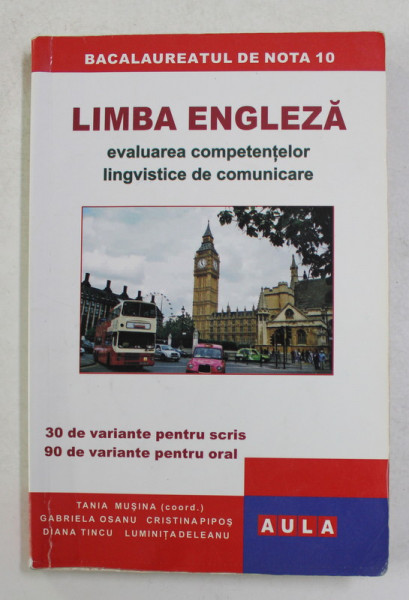 BACALAUREATUL DE NOTA 10
LIMBA ENGLEZĂ
evaluarea competențelor
lingvistice de comunicare
30 de variante pentru scris
90 de variante pentru oral
TANIA MUȘINA (coord.)
GABRIELA OSANU CRISTINA PIPOȘ
DIANA TINCU LUMINIȚA DELEANU
AULA